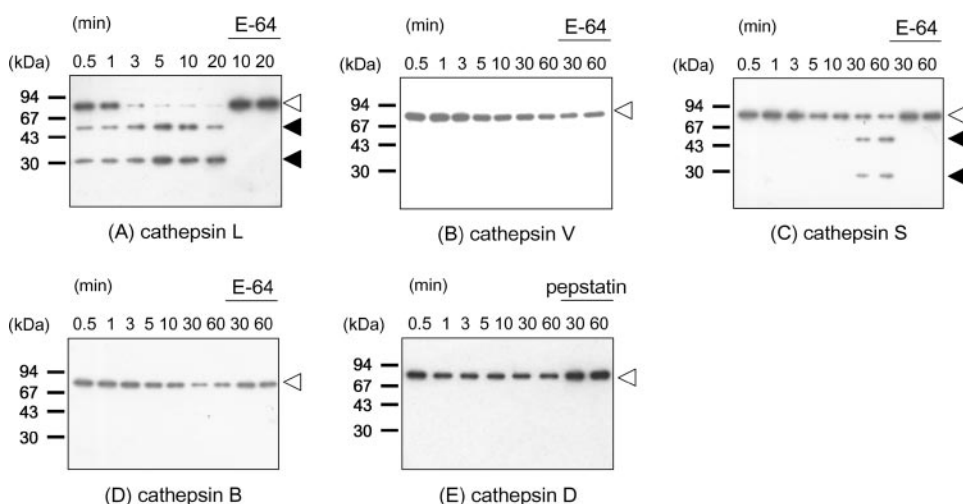 (min) E-64
(kDa) 0.5 1 3 5 10 20 10 20
94
67
43
30
(A) cathepsin L
(min) E-64
(kDa) 0.5 1 3 5 10 30 60 30 60
94
67
43
30
(B) cathepsin V
(min) E-64
(kDa) 0.5 1 3 5 10 30 60 30 60
94
67
43
30
(C) cathepsin S
(min) E-64
(kDa) 0.5 1 3 5 10 30 60 30 60
94
67
43
30
(D) cathepsin B
(min) pepstatin
(kDa) 0.5 1 3 5 10 30 60 30 60
94
67
43
30
(E) cathepsin D